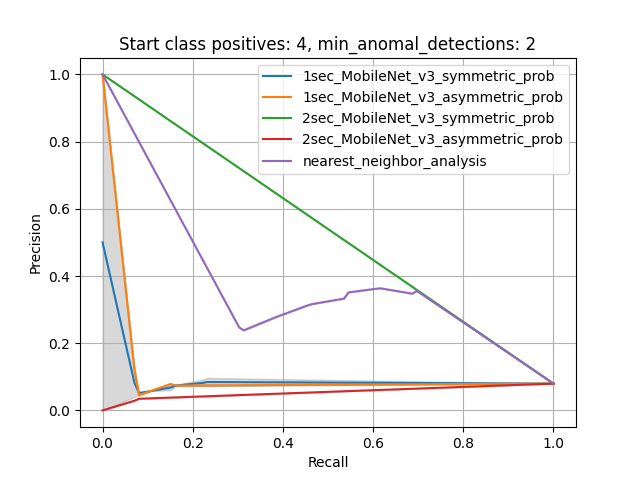 Start class positives: 4, min_anomal_detections: 2
1sec_MobileNet_v3_symmetric_prob
1sec_MobileNet_v3_asymmetric_prob
2sec_MobileNet_v3_symmetric_prob
2sec_MobileNet_v3_asymmetric_prob
nearest_neighbor_analysis
Precision
1.0
0.8
0.6
0.4
0.2
0.0
0.0 0.2 0.4 0.6 0.8 1.0
Recall